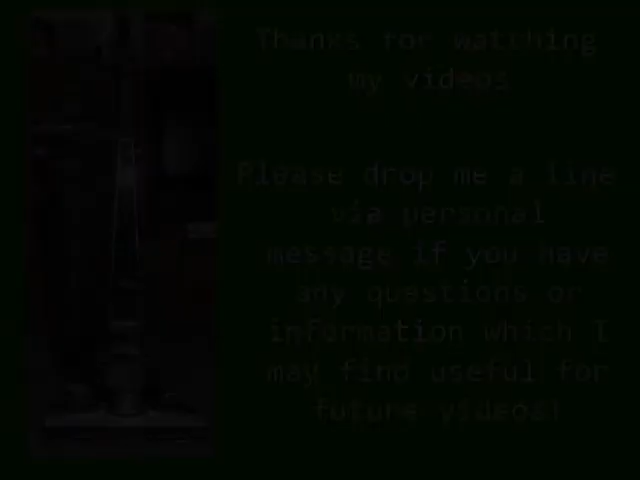 Thanks for watching
my videos
Please drop me a line
via personal
message if you have
any questions or
information which I
may find useful for
future videos!